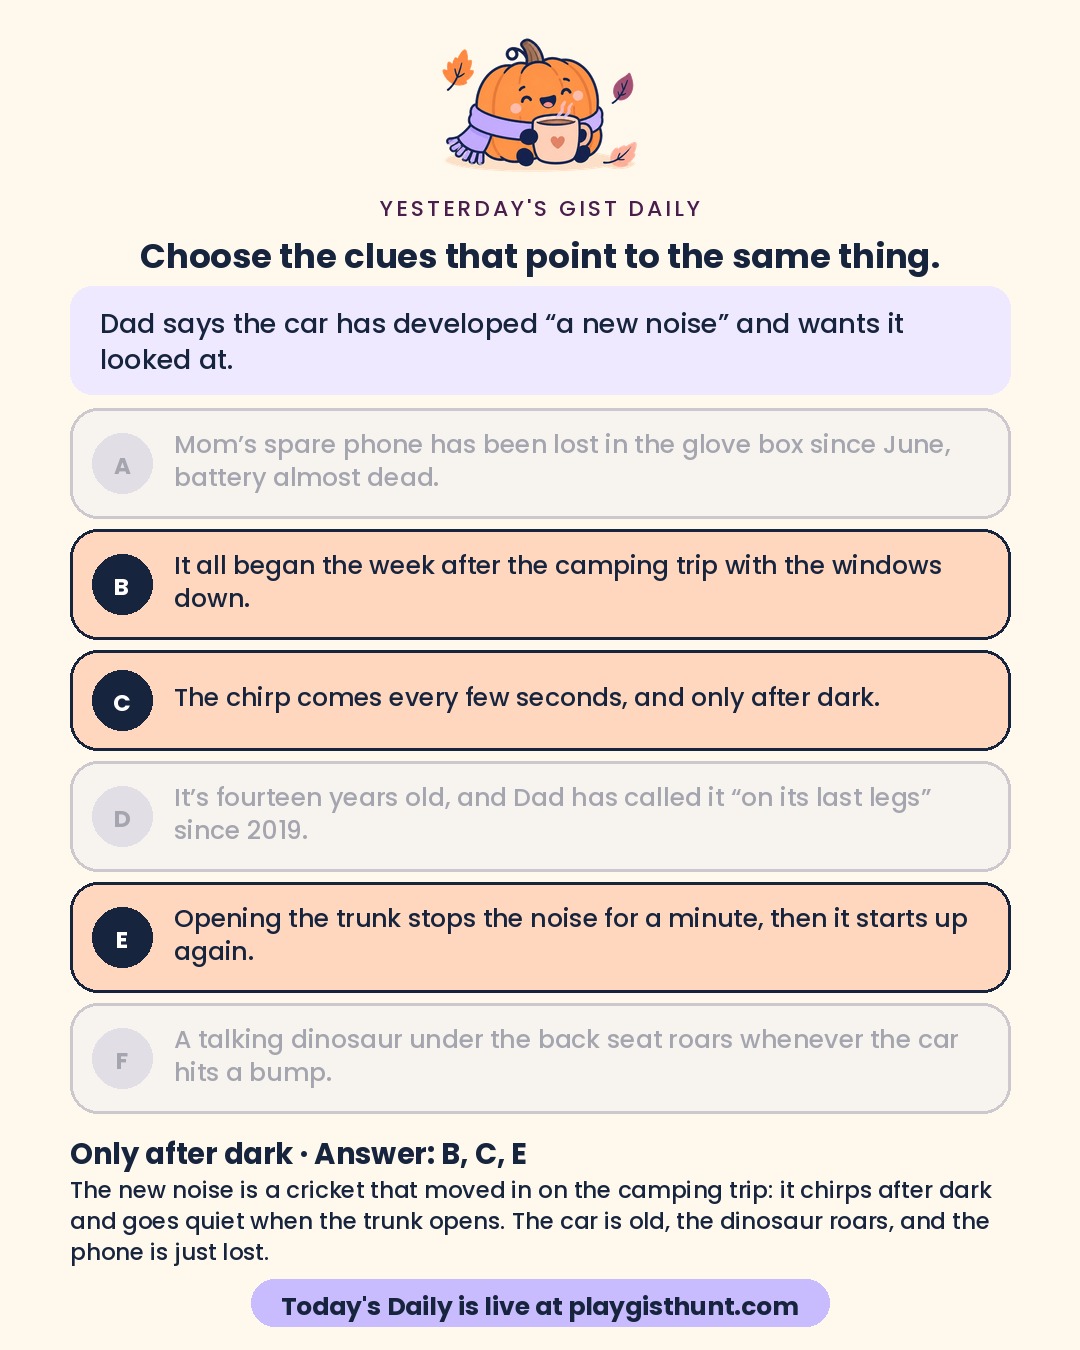 YESTERDAY'S GIST DAILY
Choose the clues that point to the same thing.
Dad says the car has developed “a new noise” and wants it
looked at.
A
Mom’s spare phone has been lost in the glove box since June,
battery almost dead.
B
It all began the week after the camping trip with the windows
down.
C
The chirp comes every few seconds, and only after dark.
D
It’s fourteen years old, and Dad has called it “on its last legs”
since 2019.
E
Opening the trunk stops the noise for a minute, then it starts up
again.
F
A talking dinosaur under the back seat roars whenever the car
hits a bump.
Only after dark · Answer: B, C, E
The new noise is a cricket that moved in on the camping trip: it chirps after dark
and goes quiet when the trunk opens. The car is old, the dinosaur roars, and the
phone is just lost.
Today's Daily is live at playgisthunt.com